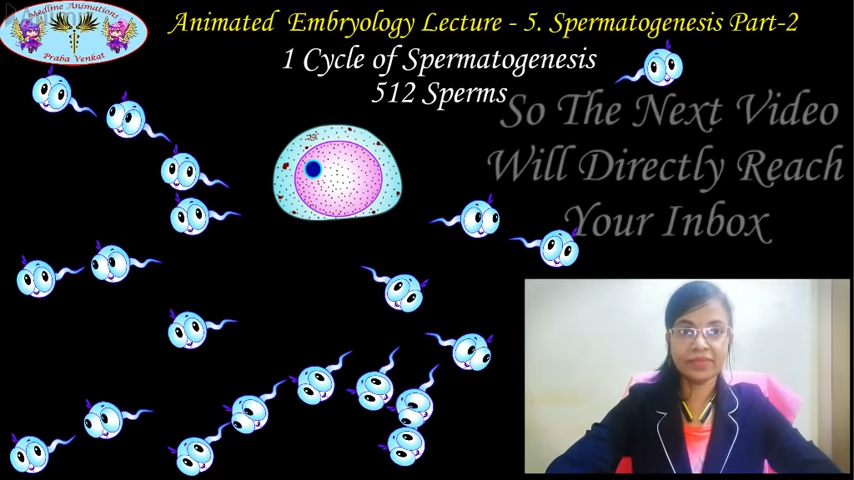 Medline Animations
Praba Venkat
Animated Embryology Lecture - 5. Spermatogenesis Part-2
1 Cycle of Spermatogenesis
512 Sperms
So The Next Video
Will Directly Reach
Your Inbox